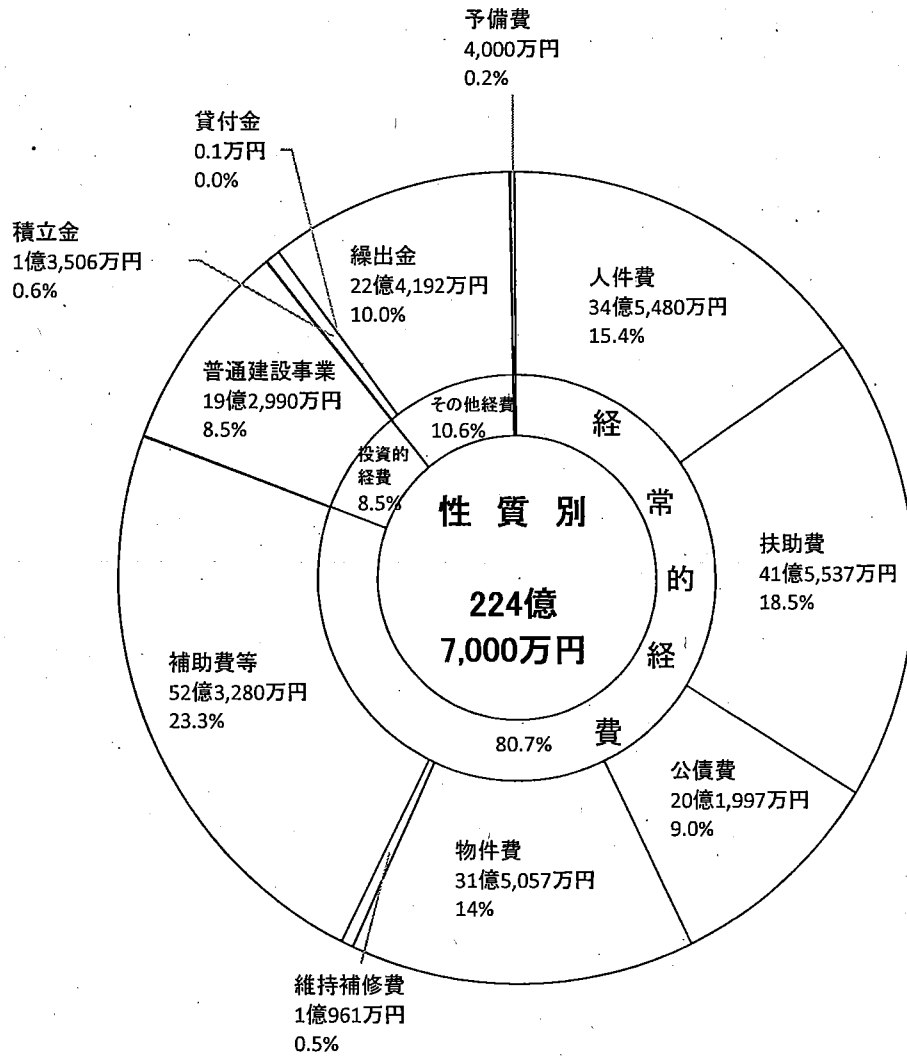 予備費
4,000万円
0.2%
貸付金
0.1万円
0.0%
積立金
1億3,506万円
0.6%
繰出金
22億4,192万円
10.0%
人件費
34億5,480万円
15.4%
普通建設事業
19億2,990万円
8.5%
その他経費
10.6%
投資的
経費
8.5%
経常的経費
80.7%
性質別
224億
7,000万円
扶助費
41億5,537万円
18.5%
補助費等
52億3,280万円
23.3%
公債費
20億1,997万円
9.0%
物件費
31億5,057万円
14%
維持補修費
1億961万円
0.5%